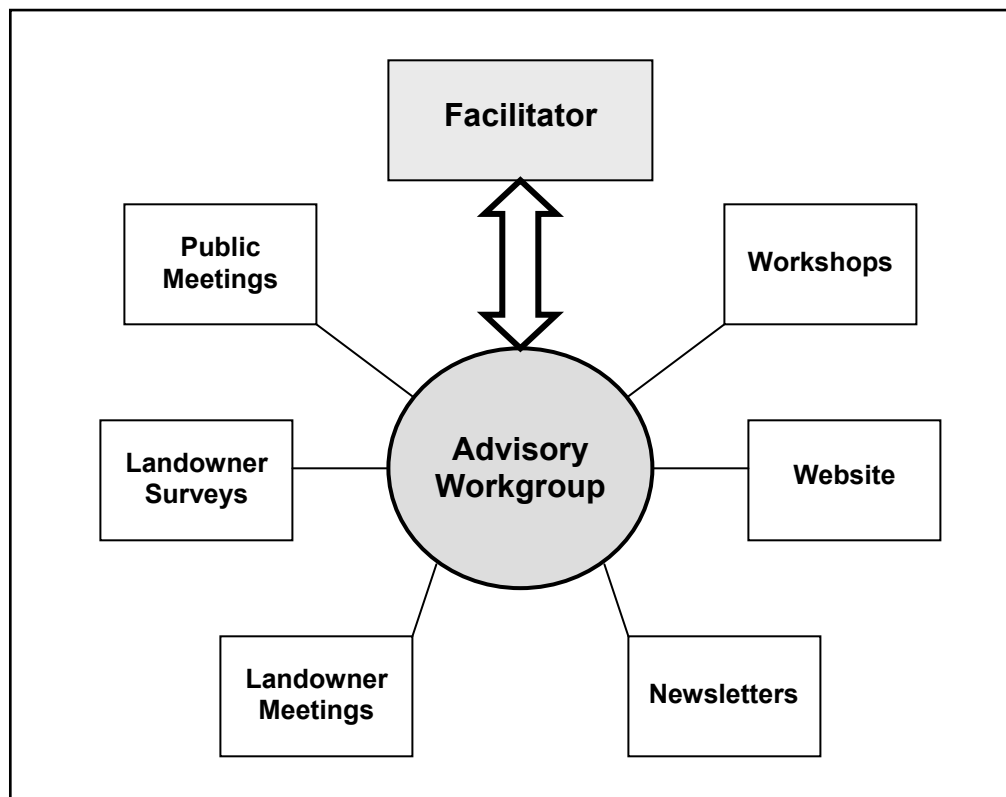 Facilitator
Public
Meetings
Workshops
Advisory
Workgroup
Landowner
Surveys
Website
Landowner
Meetings
Newsletters